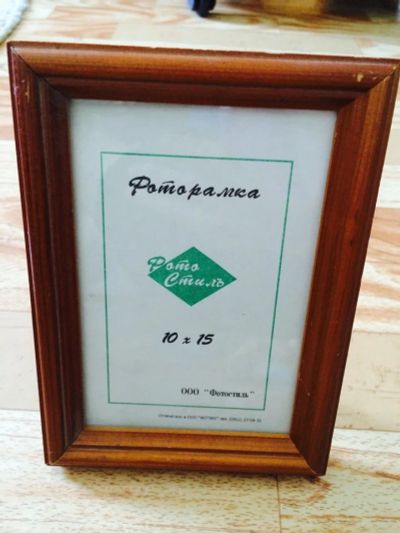 Фоторамка
Фото
Стиль
10 x 15
ООО "Фотостиль"